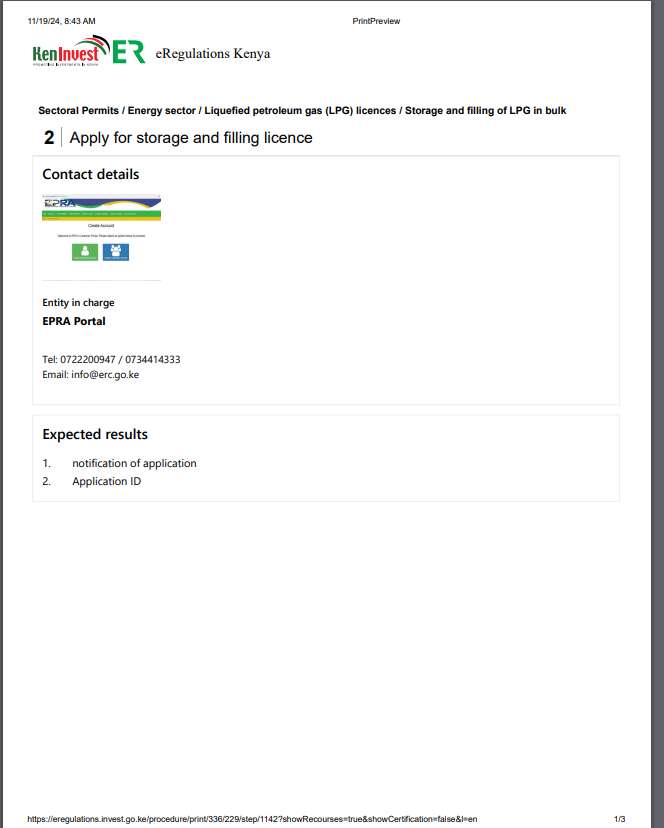 11/19/24, 8:43 AM
PrintPreview
KenInvest
ER
eRegulations Kenya
Sectoral Permits / Energy sector / Liquefied petroleum gas (LPG) licences / Storage and filling of LPG in bulk
2
Apply for storage and filling licence
Contact details
EPRA
Create Account
Entity in charge
EPRA Portal
Tel: 0722200947 / 0734414333
Email: info@erc.go.ke
Expected results
1. notification of application
2. Application ID
https://eregulations.invest.go.ke/procedure/print/336/229/step/1142?showRecourses=true&showCertification=false&l=en
1/3